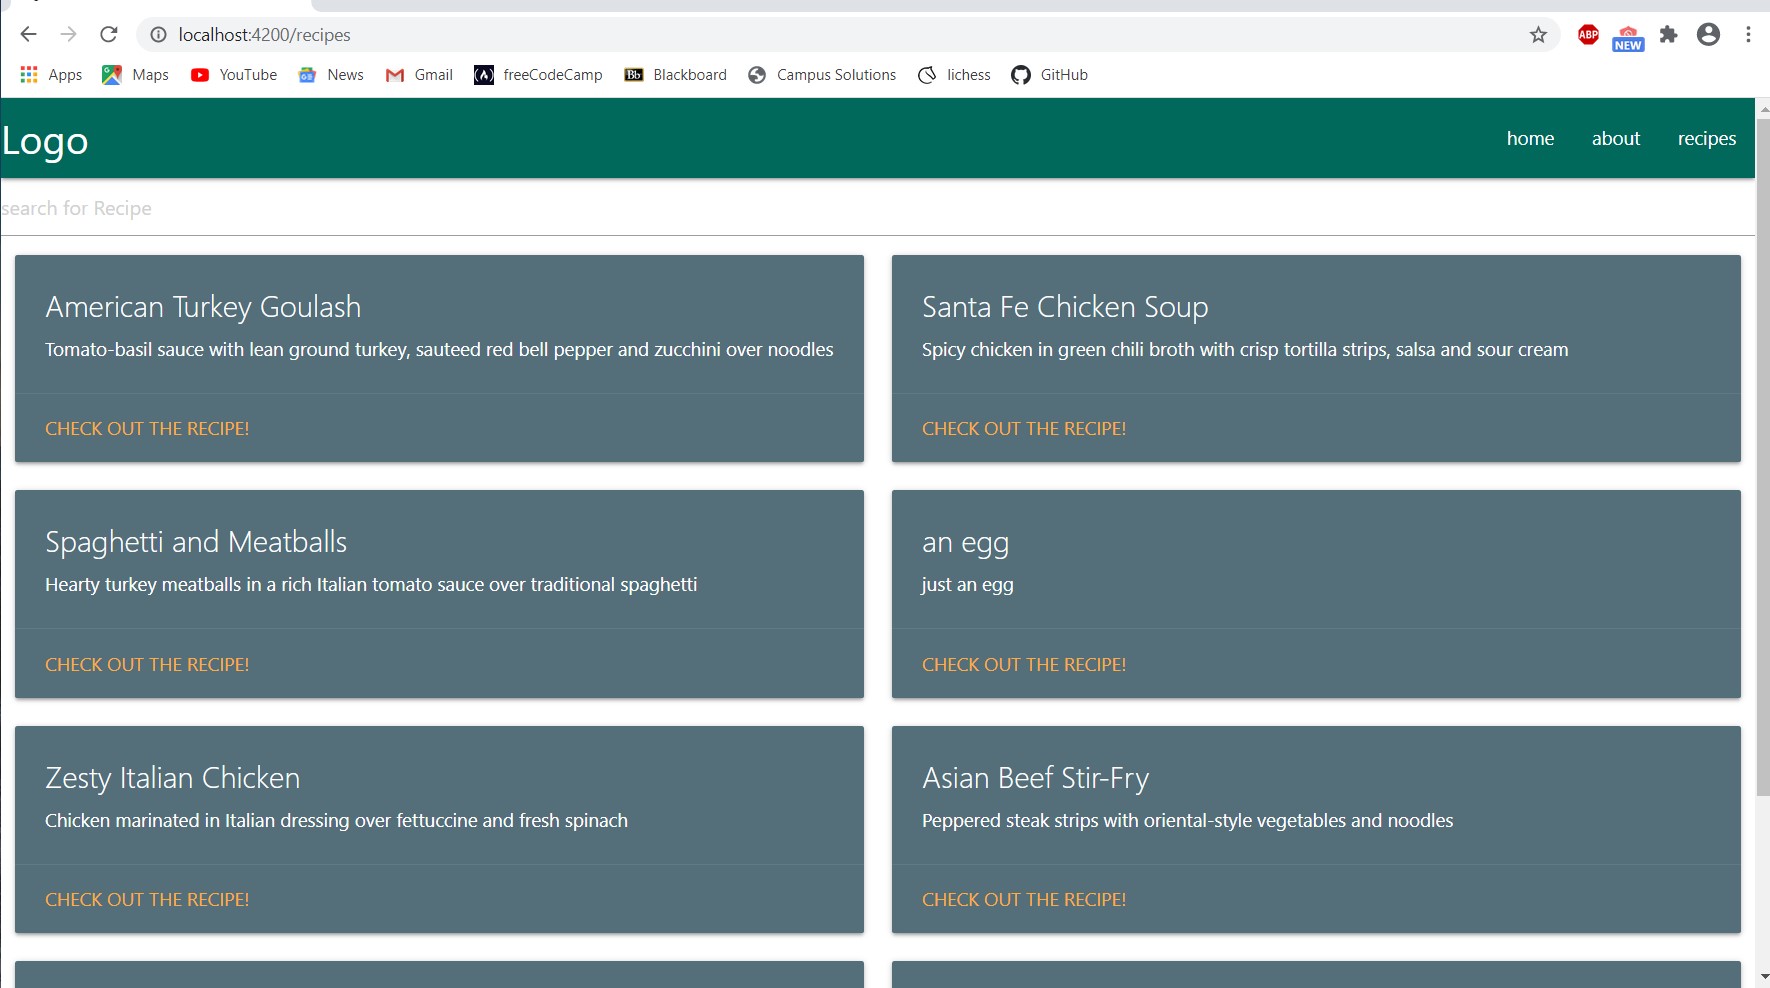 localhost:4200/recipes
ABP
NEW
Apps Maps YouTube News Gmail freeCodeCamp Bb Blackboard Campus Solutions lichess GitHub
Logo
home about recipes
search for Recipe
American Turkey Goulash
Tomato-basil sauce with lean ground turkey, sauteed red bell pepper and zucchini over noodles
CHECK OUT THE RECIPE!
Santa Fe Chicken Soup
Spicy chicken in green chili broth with crisp tortilla strips, salsa and sour cream
CHECK OUT THE RECIPE!
Spaghetti and Meatballs
Hearty turkey meatballs in a rich Italian tomato sauce over traditional spaghetti
CHECK OUT THE RECIPE!
an egg
just an egg
CHECK OUT THE RECIPE!
Zesty Italian Chicken
Chicken marinated in Italian dressing over fettuccine and fresh spinach
CHECK OUT THE RECIPE!
Asian Beef Stir-Fry
Peppered steak strips with oriental-style vegetables and noodles
CHECK OUT THE RECIPE!